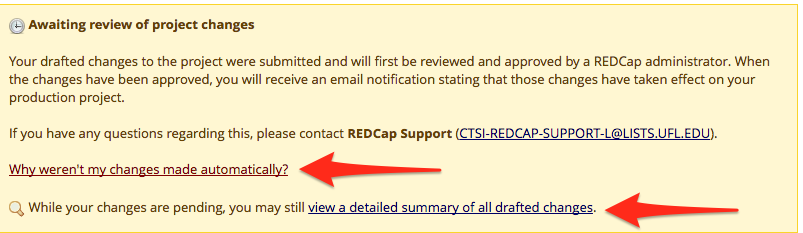 Awaiting review of project changes
Your drafted changes to the project were submitted and will first be reviewed and approved by a REDCap administrator. When
the changes have been approved, you will receive an email notification stating that those changes have taken effect on your
production project.
If you have any questions regarding this, please contact REDCap Support (CTSI-REDCAP-SUPPORT-L@LISTS.UFL.EDU).
Why weren't my changes made automatically?
While your changes are pending, you may still view a detailed summary of all drafted changes.